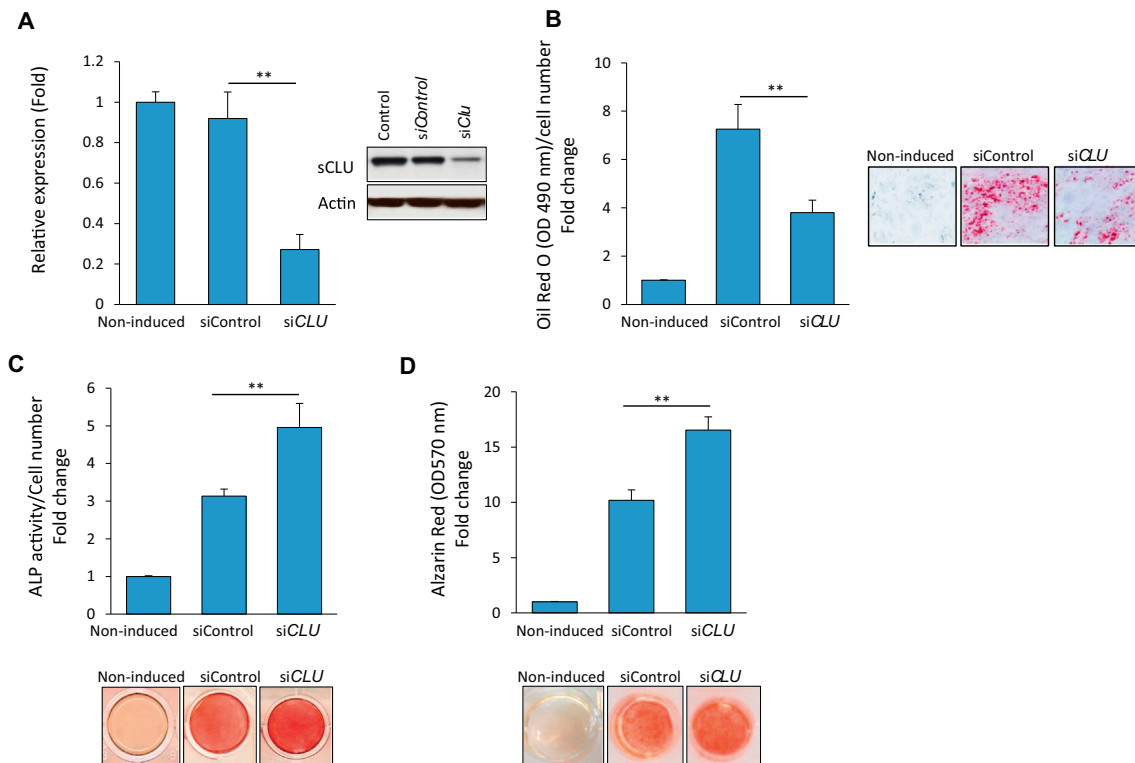 A
Relative expression (Fold)
1.2
1
0.8
0.6
0.4
0.2
0
**
Non-induced siControl siCLU
Control siControl siClu
sCLU
Actin
B
Oil Red O (OD 490 nm)/cell number
Fold change
10
8
6
4
2
0
**
Non-induced siControl siCLU
Non-induced siControl siCLU
C
ALP activity/Cell number
Fold change
6
5
4
3
2
1
0
**
Non-induced siControl siCLU
Non-induced siControl siCLU
D
Alzarin Red (OD570 nm)
Fold change
20
15
10
5
0
**
Non-induced siControl siCLU
Non-induced siControl siCLU